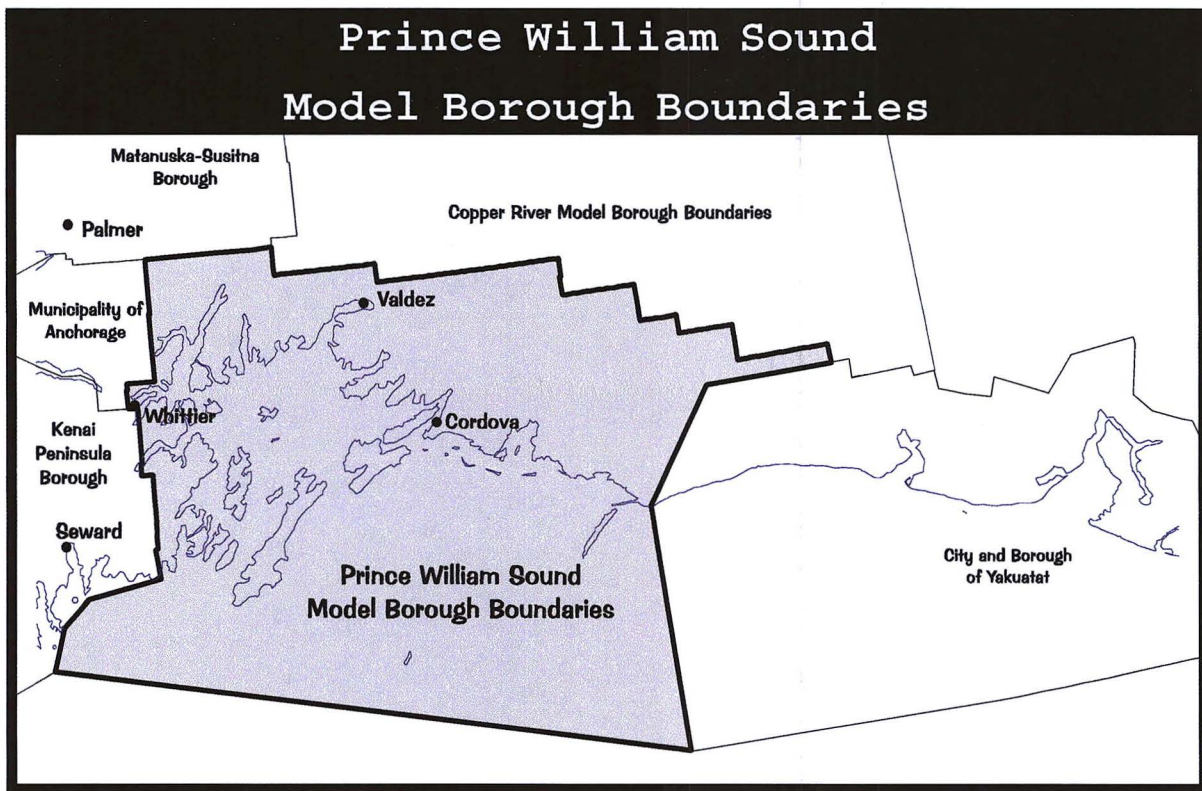 Prince William Sound
Model Borough Boundaries
Matanuska-Susitna
Borough
Palmer
Copper River Model Borough Boundaries
Municipality of
Anchorage
Valdez
Whittier
Cordova
Kenai
Peninsula
Borough
Seward
Prince William Sound
Model Borough Boundaries
City and Borough
of Yakuatat